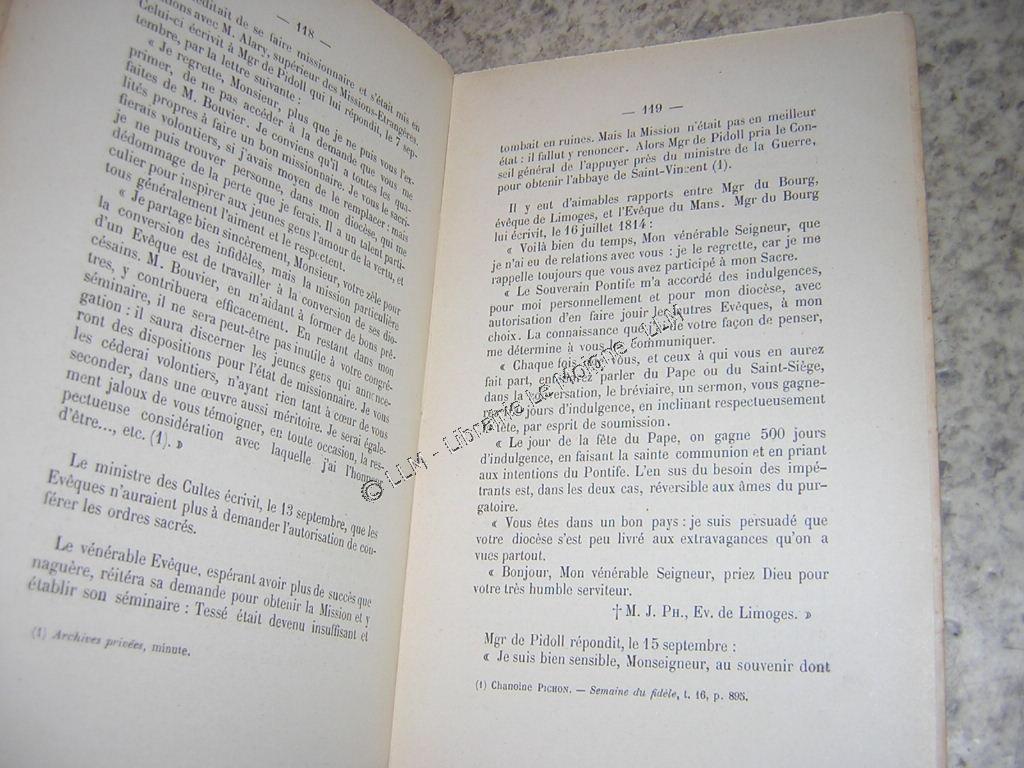 — 118 —
éditait de se faire missionnaire et s'était mis en
tions avec M. Alary, supérieur des Missions-Etrangères.
Celui-ci écrivit à Mgr de Pidoll qui lui répondit, le 7 sep-
tembre, par la lettre suivante :
« Je regrette, Monsieur, plus que je ne puis vous l'ex-
primer, de ne pas accéder à la demande que vous me
faites de M. Bouvier. Je conviens qu'il a toutes les qua-
lités propres à faire un bon missionnaire. Je vous le sacri-
fierais volontiers, si j'avais moyen de le remplacer : mais
je ne puis trouver personne, dans mon diocèse, qui me
dédommage de la perte que je ferais. Il a un talent parti-
culier pour inspirer aux jeunes gens l'amour de la vertu, et
tous généralement l'aiment et le respectent.
« Je partage bien sincèrement, Monsieur, votre zèle pour
la conversion des infidèles, mais la mission particulière
d'un Evêque est de travailler à la conversion de ses dio-
césains. M. Bouvier, en m'aidant à former de bons prê-
tres, y contribuera efficacement. En restant dans mon
séminaire, il ne sera peut-être pas inutile à votre congré-
gation : il saura discerner les jeunes gens qui annonce-
ront des dispositions pour l'état de missionnaire. Je vous
les céderai volontiers, n'ayant rien tant à cœur de vous
seconder, dans une œuvre aussi méritoire. Je serai égale-
ment jaloux de vous témoigner, en toute occasion, la res-
pectueuse considération avec laquelle j'ai l'honneur
d'être..., etc. (1). »
Le ministre des Cultes écrivit, le 13 septembre, que les
Evêques n'auraient plus à demander l'autorisation de con-
férer les ordres sacrés.
Le vénérable Evêque, espérant avoir plus de succès que
naguère, réitéra sa demande pour obtenir la Mission et y
établir son séminaire : Tessé était devenu insuffisant et
(1) Archives privées, minute.
— 119 —
tombait en ruines. Mais la Mission n'était pas en meilleur
état : il fallut y renoncer. Alors Mgr de Pidoll pria le Con-
seil général de l'appuyer près du ministre de la Guerre,
pour obtenir l'abbaye de Saint-Vincent (1).
Il y eut d'aimables rapports entre Mgr du Bourg,
évêque de Limoges, et l'Evêque du Mans. Mgr du Bourg
lui écrivit, le 16 juillet 1814 :
« Voilà bien du temps, Mon vénérable Seigneur, que
je n'ai eu de relations avec vous : je le regrette, car je me
rappelle toujours que vous avez participé à mon Sacre.
« Le Souverain Pontife m'a accordé des indulgences,
pour moi personnellement et pour mon diocèse, avec
autorisation d'en faire jouir les autres Evêques, à mon
choix. La connaissance que de votre façon de penser,
me détermine à vous le communiquer.
« Chaque fois que vous, et ceux à qui vous en aurez
fait part, entendrez parler du Pape ou du Saint-Siège,
dans la conversation, le bréviaire, un sermon, vous gagne-
jours d'indulgence, en inclinant respectueusement
la tête, par esprit de soumission.
« Le jour de la fête du Pape, on gagne 500 jours
d'indulgence, en faisant la sainte communion et en priant
aux intentions du Pontife. L'en sus du besoin des impé-
trants est, dans les deux cas, réversible aux âmes du pur-
gatoire.
« Vous êtes dans un bon pays : je suis persuadé que
votre diocèse s'est peu livré aux extravagances qu'on a
vues partout.
« Bonjour, Mon vénérable Seigneur, priez Dieu pour
votre très humble serviteur.
† M. J. PH., Ev. de Limoges. »
Mgr de Pidoll répondit, le 15 septembre :
« Je suis bien sensible, Monseigneur, au souvenir dont
(1) Chanoine PICHON. — Semaine du fidèle, t. 16, p. 895.
© LLM - Librairie Le Moigne - LLM